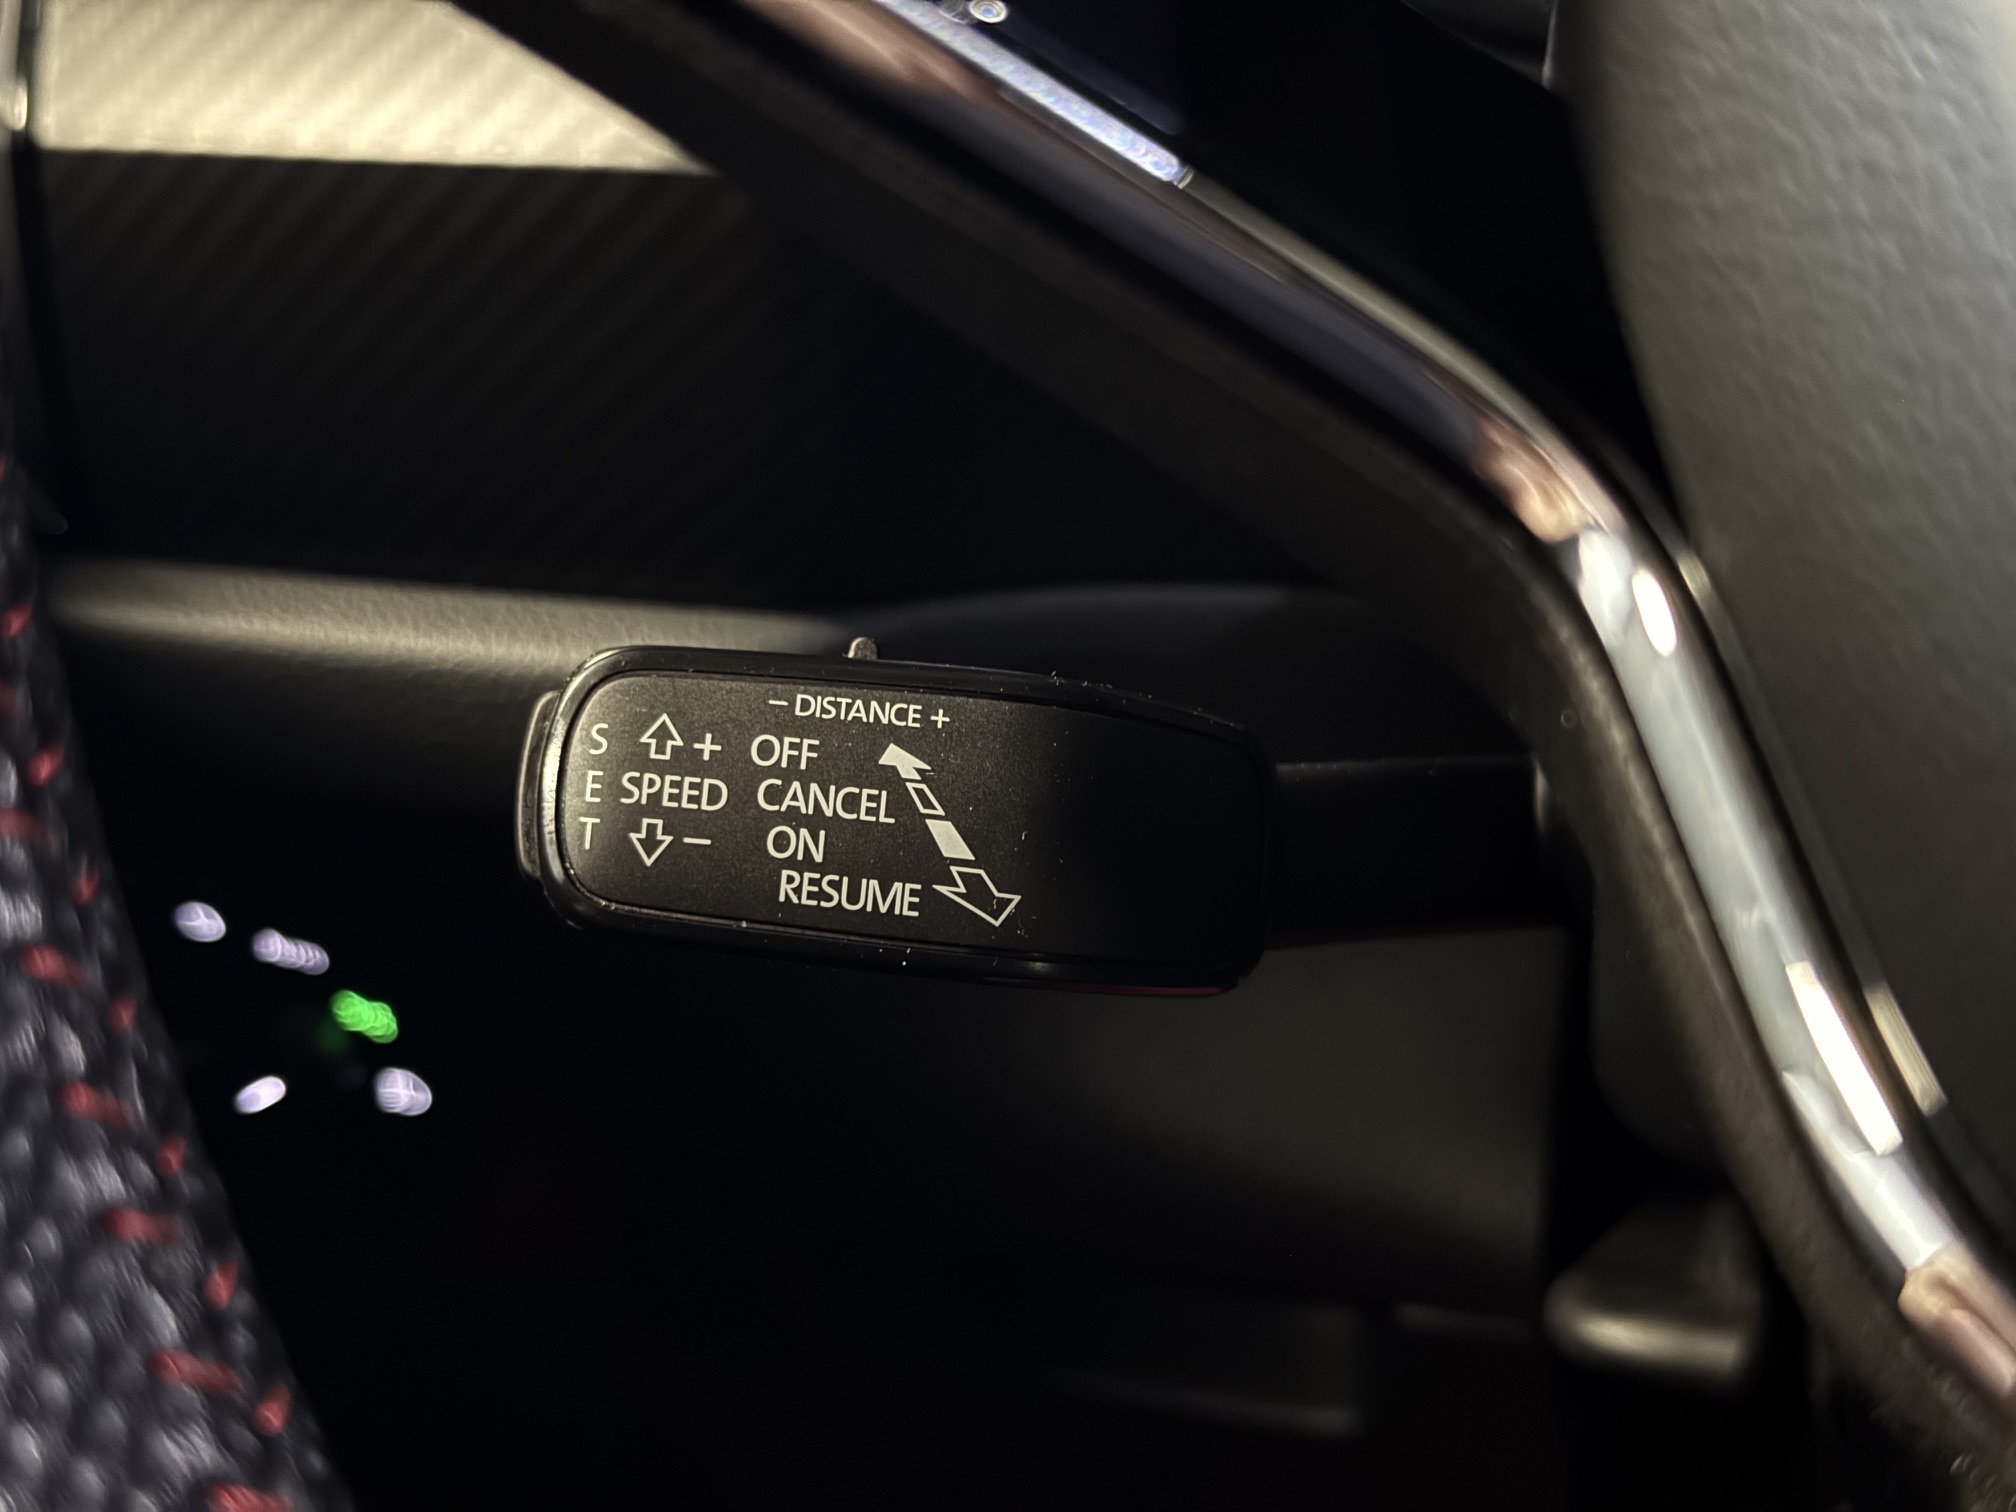 − DISTANCE +
S + OFF
E SPEED CANCEL
T − ON
RESUME